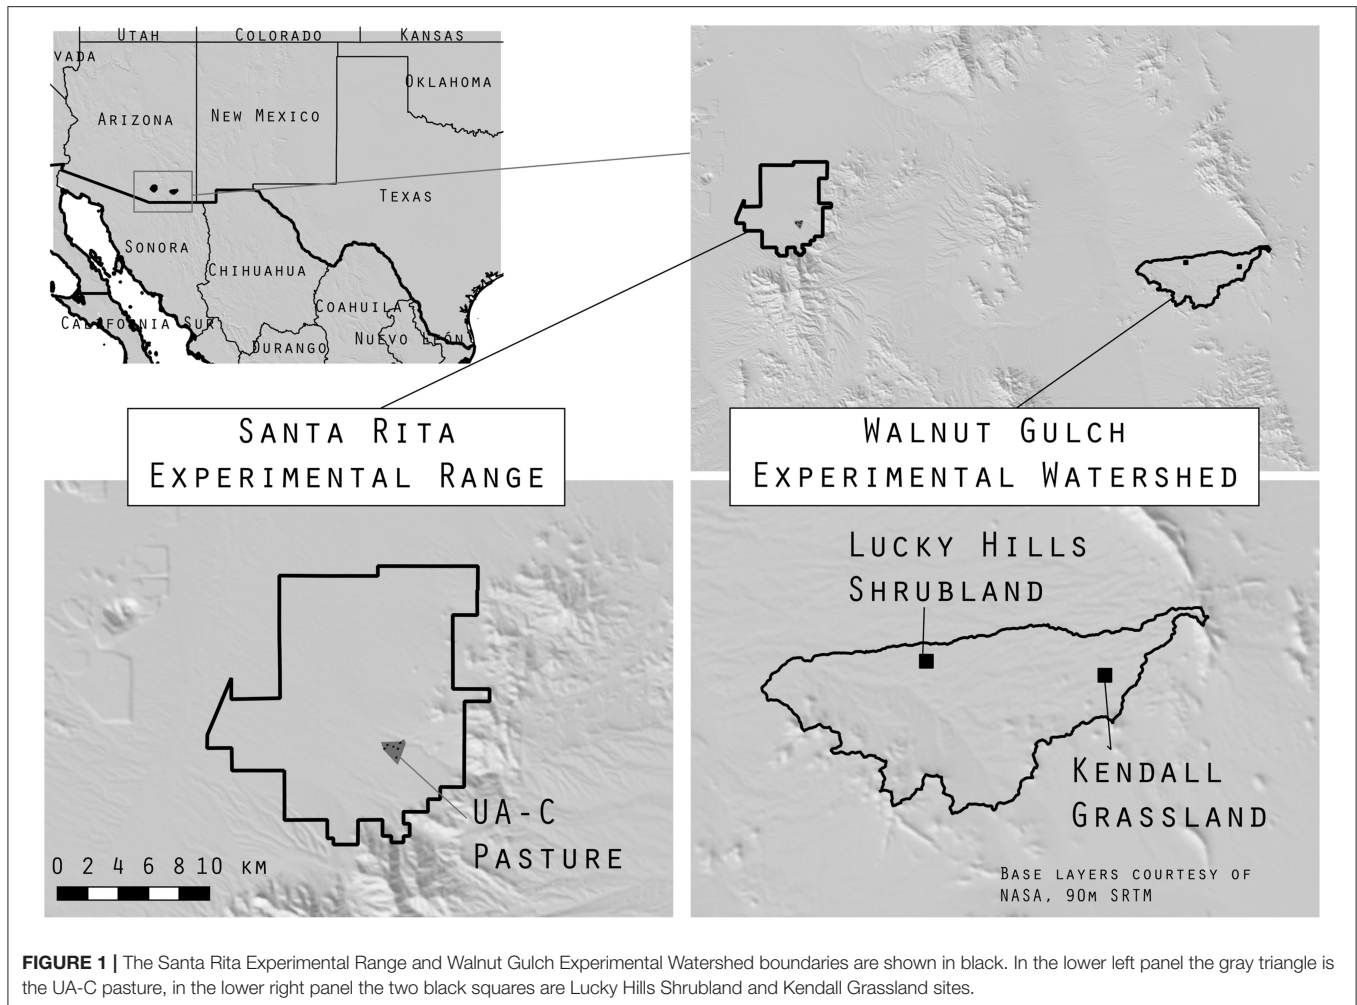 UTAH
COLORADO
KANSAS
VADA
OKLAHOMA
ARIZONA
NEW MEXICO
TEXAS
SONORA
CHIHUAHUA
COAHUILA
CALIFORNIA SUR
DURANGO
NUEVO LEÓN
SANTA RITA
EXPERIMENTAL RANGE
WALNUT GULCH
EXPERIMENTAL WATERSHED
UA-C
PASTURE
0 2 4 6 8 10 KM
LUCKY HILLS
SHRUBLAND
KENDALL
GRASSLAND
BASE LAYERS COURTESY OF
NASA, 90M SRTM
FIGURE 1 | The Santa Rita Experimental Range and Walnut Gulch Experimental Watershed boundaries are shown in black. In the lower left panel the gray triangle is
the UA-C pasture, in the lower right panel the two black squares are Lucky Hills Shrubland and Kendall Grassland sites.